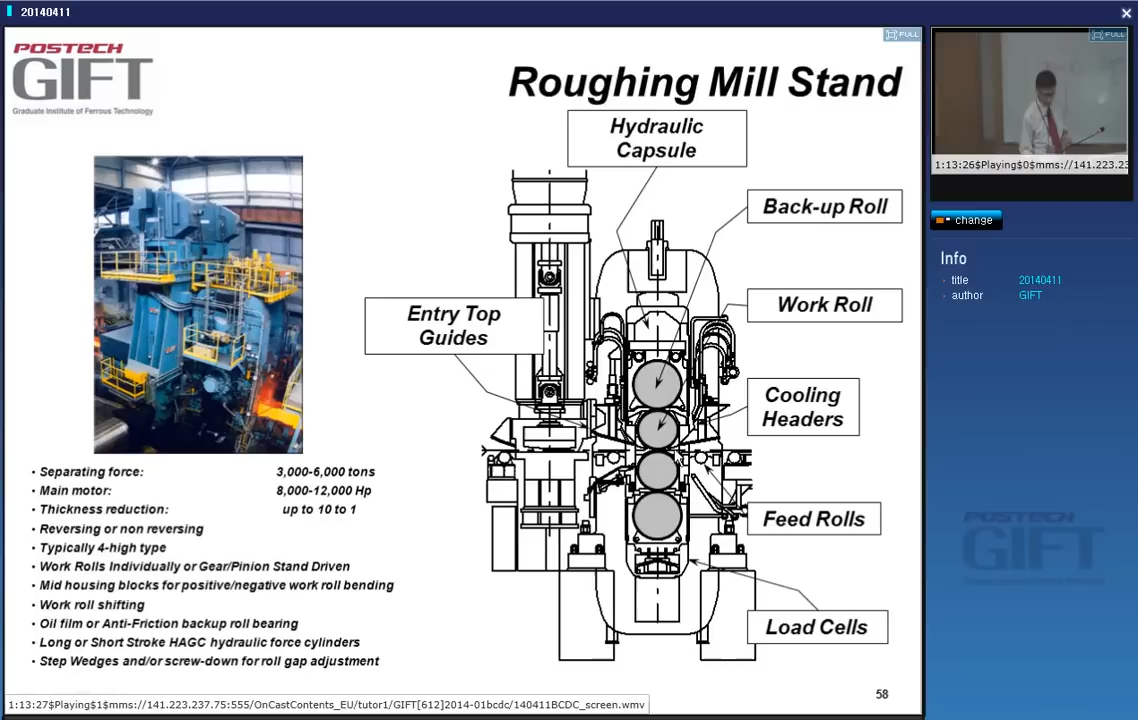 20140411
FULL
FULL
POSTECH
GIFT
Graduate Institute of Ferrous Technology
Roughing Mill Stand
Hydraulic
Capsule
Back-up Roll
Entry Top
Guides
Work Roll
Cooling
Headers
Feed Rolls
Load Cells
• Separating force: 3,000-6,000 tons
• Main motor: 8,000-12,000 Hp
• Thickness reduction: up to 10 to 1
• Reversing or non reversing
• Typically 4-high type
• Work Rolls Individually or Gear/Pinion Stand Driven
• Mid housing blocks for positive/negative work roll bending
• Work roll shifting
• Oil film or Anti-Friction backup roll bearing
• Long or Short Stroke HAGC hydraulic force cylinders
• Step Wedges and/or screw-down for roll gap adjustment
58
1:13:27$Playing$1$mms://141.223.237.75:555/OnCastContents_EU/tutor1/GIFT[612]2014-01bcdc/140411BCDC_screen.wmv
1:13:26$Playing$0$mms://141.223.23
change
Info
title 20140411
author GIFT
POSTECH
GIFT